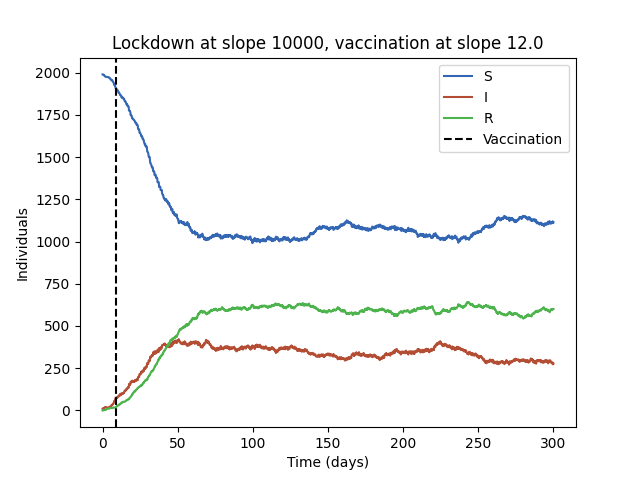 Lockdown at slope 10000, vaccination at slope 12.0
S
I
R
Vaccination
Individuals
2000
1750
1500
1250
1000
750
500
250
0
0 50 100 150 200 250 300
Time (days)